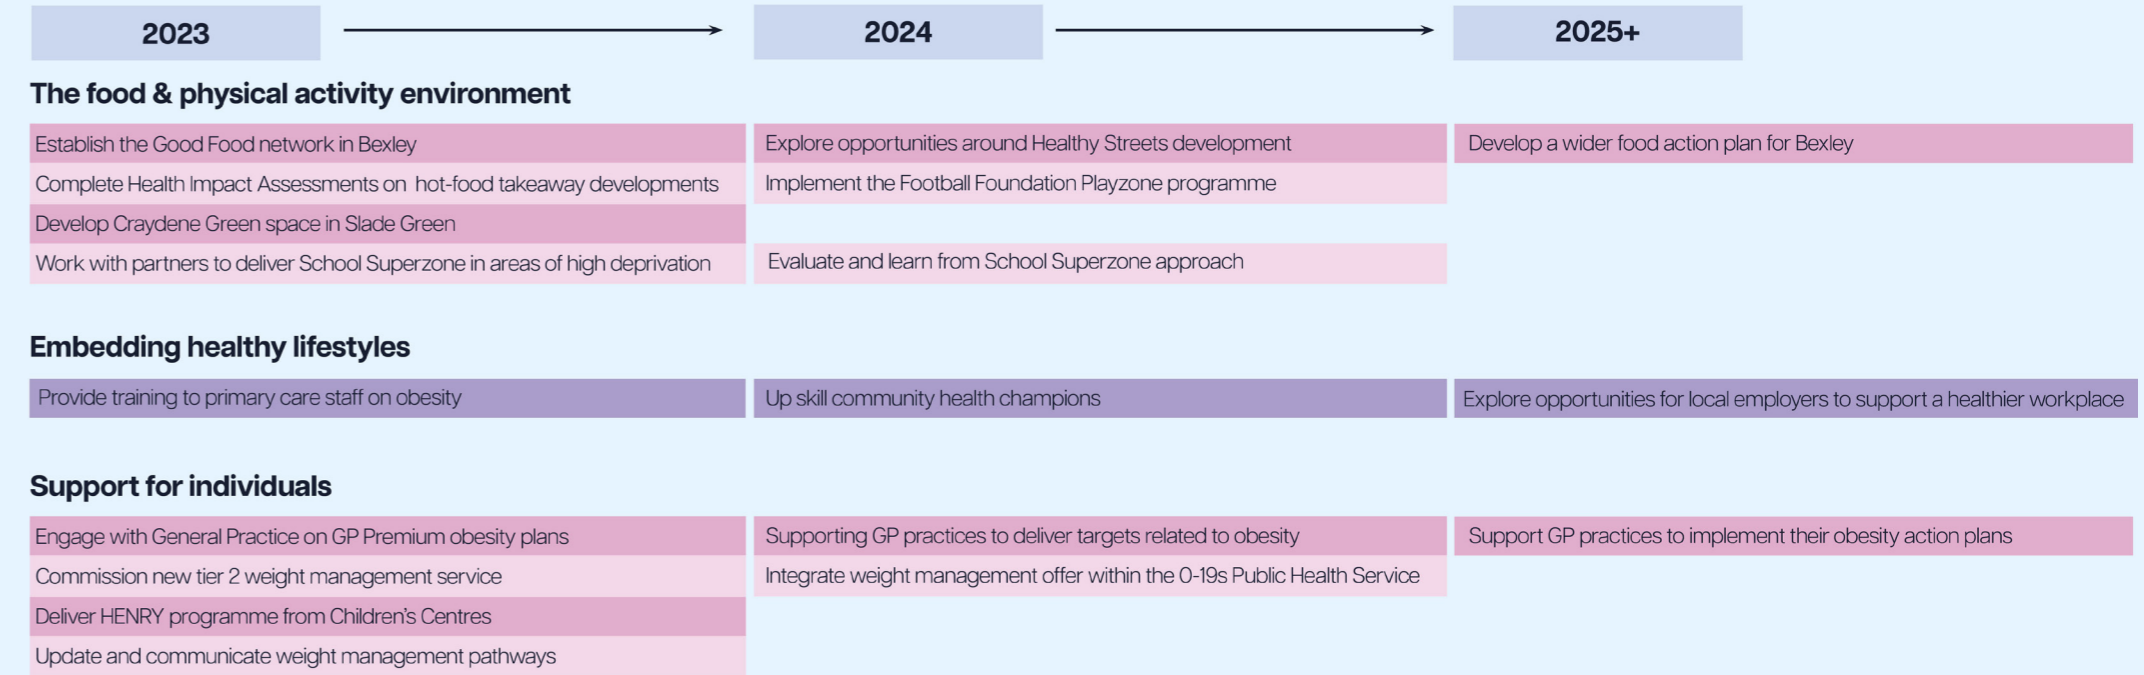 2023
2024
2025+
The food & physical activity environment
Establish the Good Food network in Bexley
Explore opportunities around Healthy Streets development
Develop a wider food action plan for Bexley
Complete Health Impact Assessments on hot-food takeaway developments
Implement the Football Foundation Playzone programme
Develop Craydene Green space in Slade Green
Work with partners to deliver School Superzone in areas of high deprivation
Evaluate and learn from School Superzone approach
Embedding healthy lifestyles
Provide training to primary care staff on obesity
Up skill community health champions
Explore opportunities for local employers to support a healthier workplace
Support for individuals
Engage with General Practice on GP Premium obesity plans
Supporting GP practices to deliver targets related to obesity
Support GP practices to implement their obesity action plans
Commission new tier 2 weight management service
Integrate weight management offer within the 0-19s Public Health Service
Deliver HENRY programme from Children's Centres
Update and communicate weight management pathways